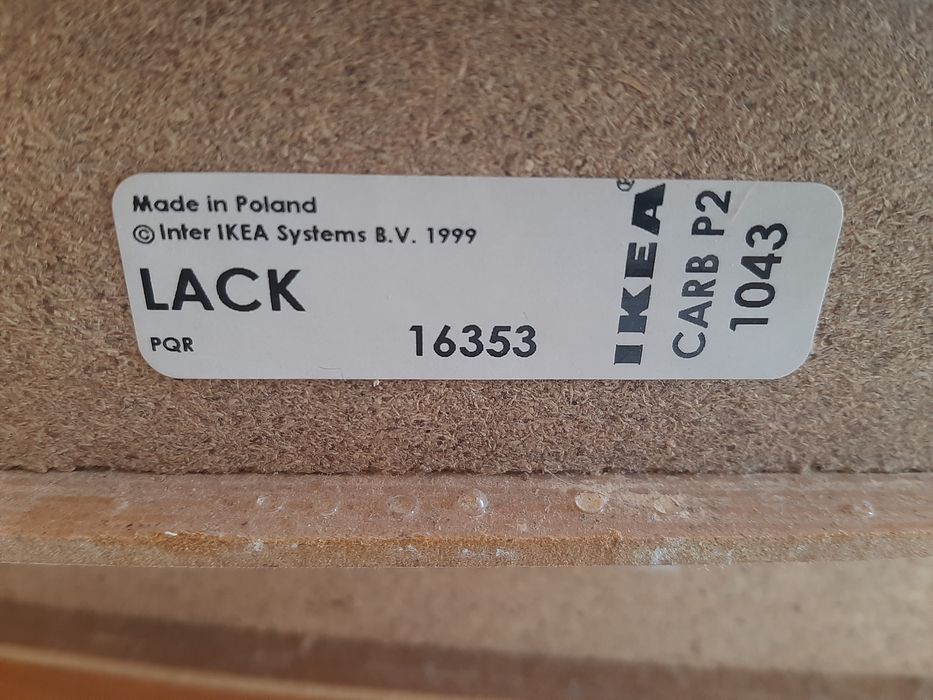 Made in Poland
© Inter IKEA Systems B.V. 1999
LACK
PQR
16353
IKEA®
CARB P2
1043